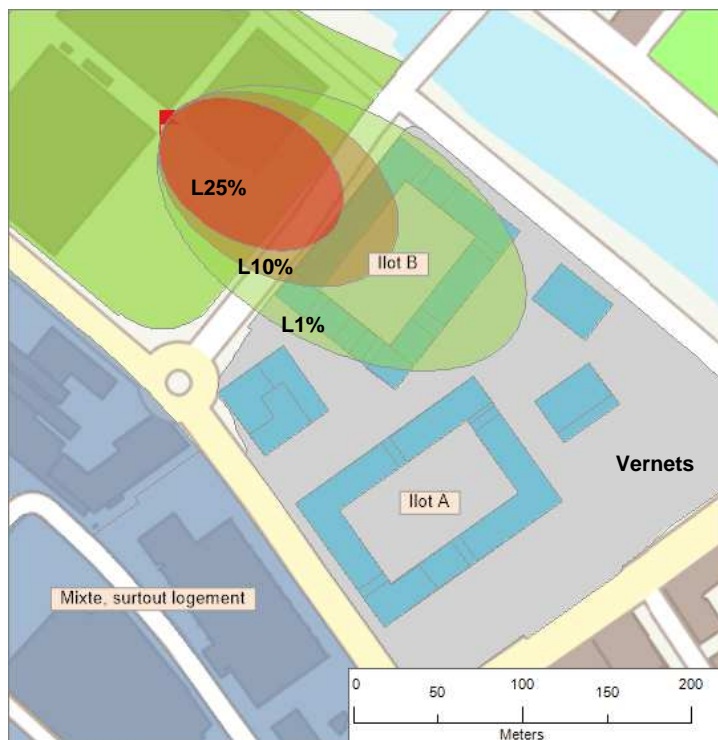 L25%
L10%
Ilot B
L1%
Vernets
Ilot A
Mixte, surtout logement
0 50 100 150 200
Meters